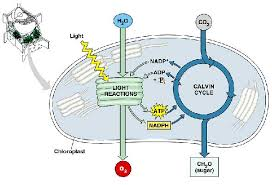 H₂O
CO₂
Light
NADP⁺
ADP
+ Pᵢ
LIGHT
REACTIONS
CALVIN
CYCLE
ATP
NADPH
Chloroplast
O₂
CH₂O
(sugar)